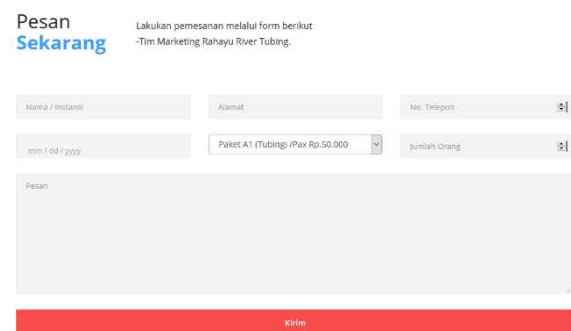 Pesan
Sekarang
Lakukan pemesanan melalui form berikut
-Tim Marketing Rahayu River Tubing.
Nama / Instansi
Alamat
No. Telepon
mm / dd / yyyy
Paket A1 (Tubing) /Pax Rp.50.000
Jumlah Orang
Pesan
Kirim